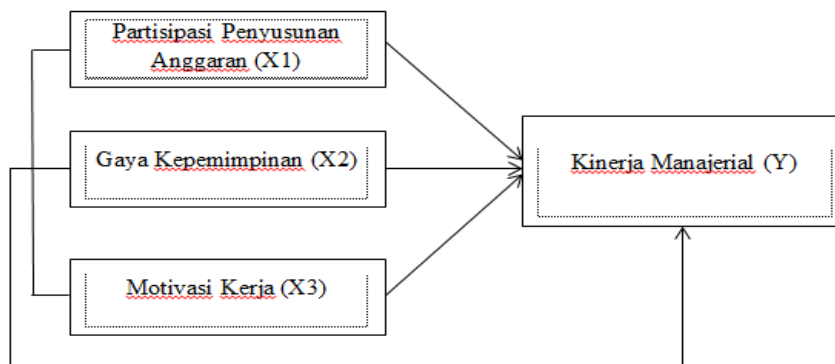 Partisipasi Penyusunan
Anggaran (X1)
Gaya Kepemimpinan (X2)
Kinerja Manajerial (Y)
Motivasi Kerja (X3)